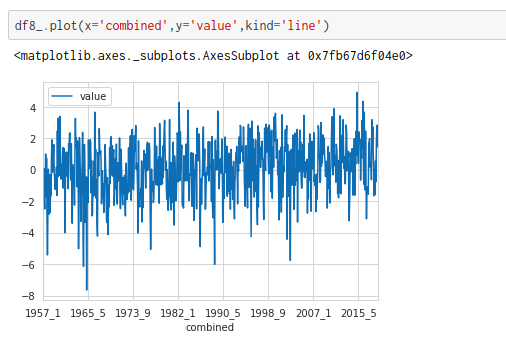 df8_.plot(x='combined',y='value',kind='line')
<matplotlib.axes._subplots.AxesSubplot at 0x7fb67d6f04e0>
value
4
2
0
−2
−4
−6
−8
1957_1 1965_5 1973_9 1982_1 1990_5 1998_9 2007_1 2015_5
combined